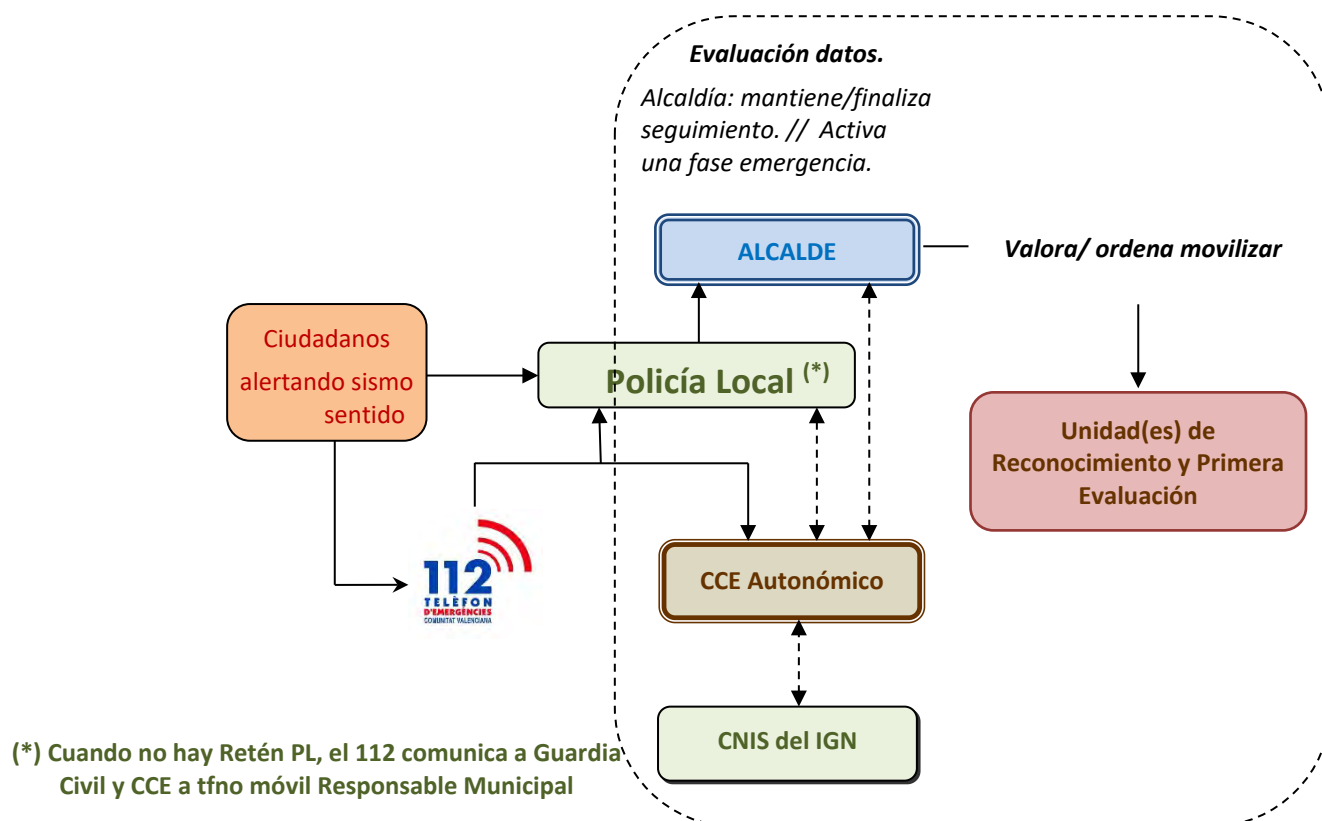 Evaluación datos.
Alcaldía: mantiene/finaliza
seguimiento. // Activa
una fase emergencia.
ALCALDE
Valora/ ordena movilizar
Ciudadanos
alertando sismo
sentido
Policía Local (*)
Unidad(es) de
Reconocimiento y Primera
Evaluación
112
TELÈFON
D'EMERGÈNCIES
COMUNITAT VALENCIANA
CCE Autonómico
CNIS del IGN
(*) Cuando no hay Retén PL, el 112 comunica a Guardia
Civil y CCE a tfno móvil Responsable Municipal